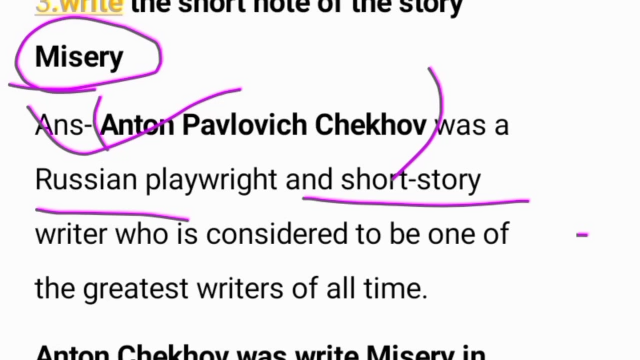 3.write the short note of the story
Misery
Ans- Anton Pavlovich Chekhov was a
Russian playwright and short-story
writer who is considered to be one of
the greatest writers of all time.
Anton Chekhov was write Misery in